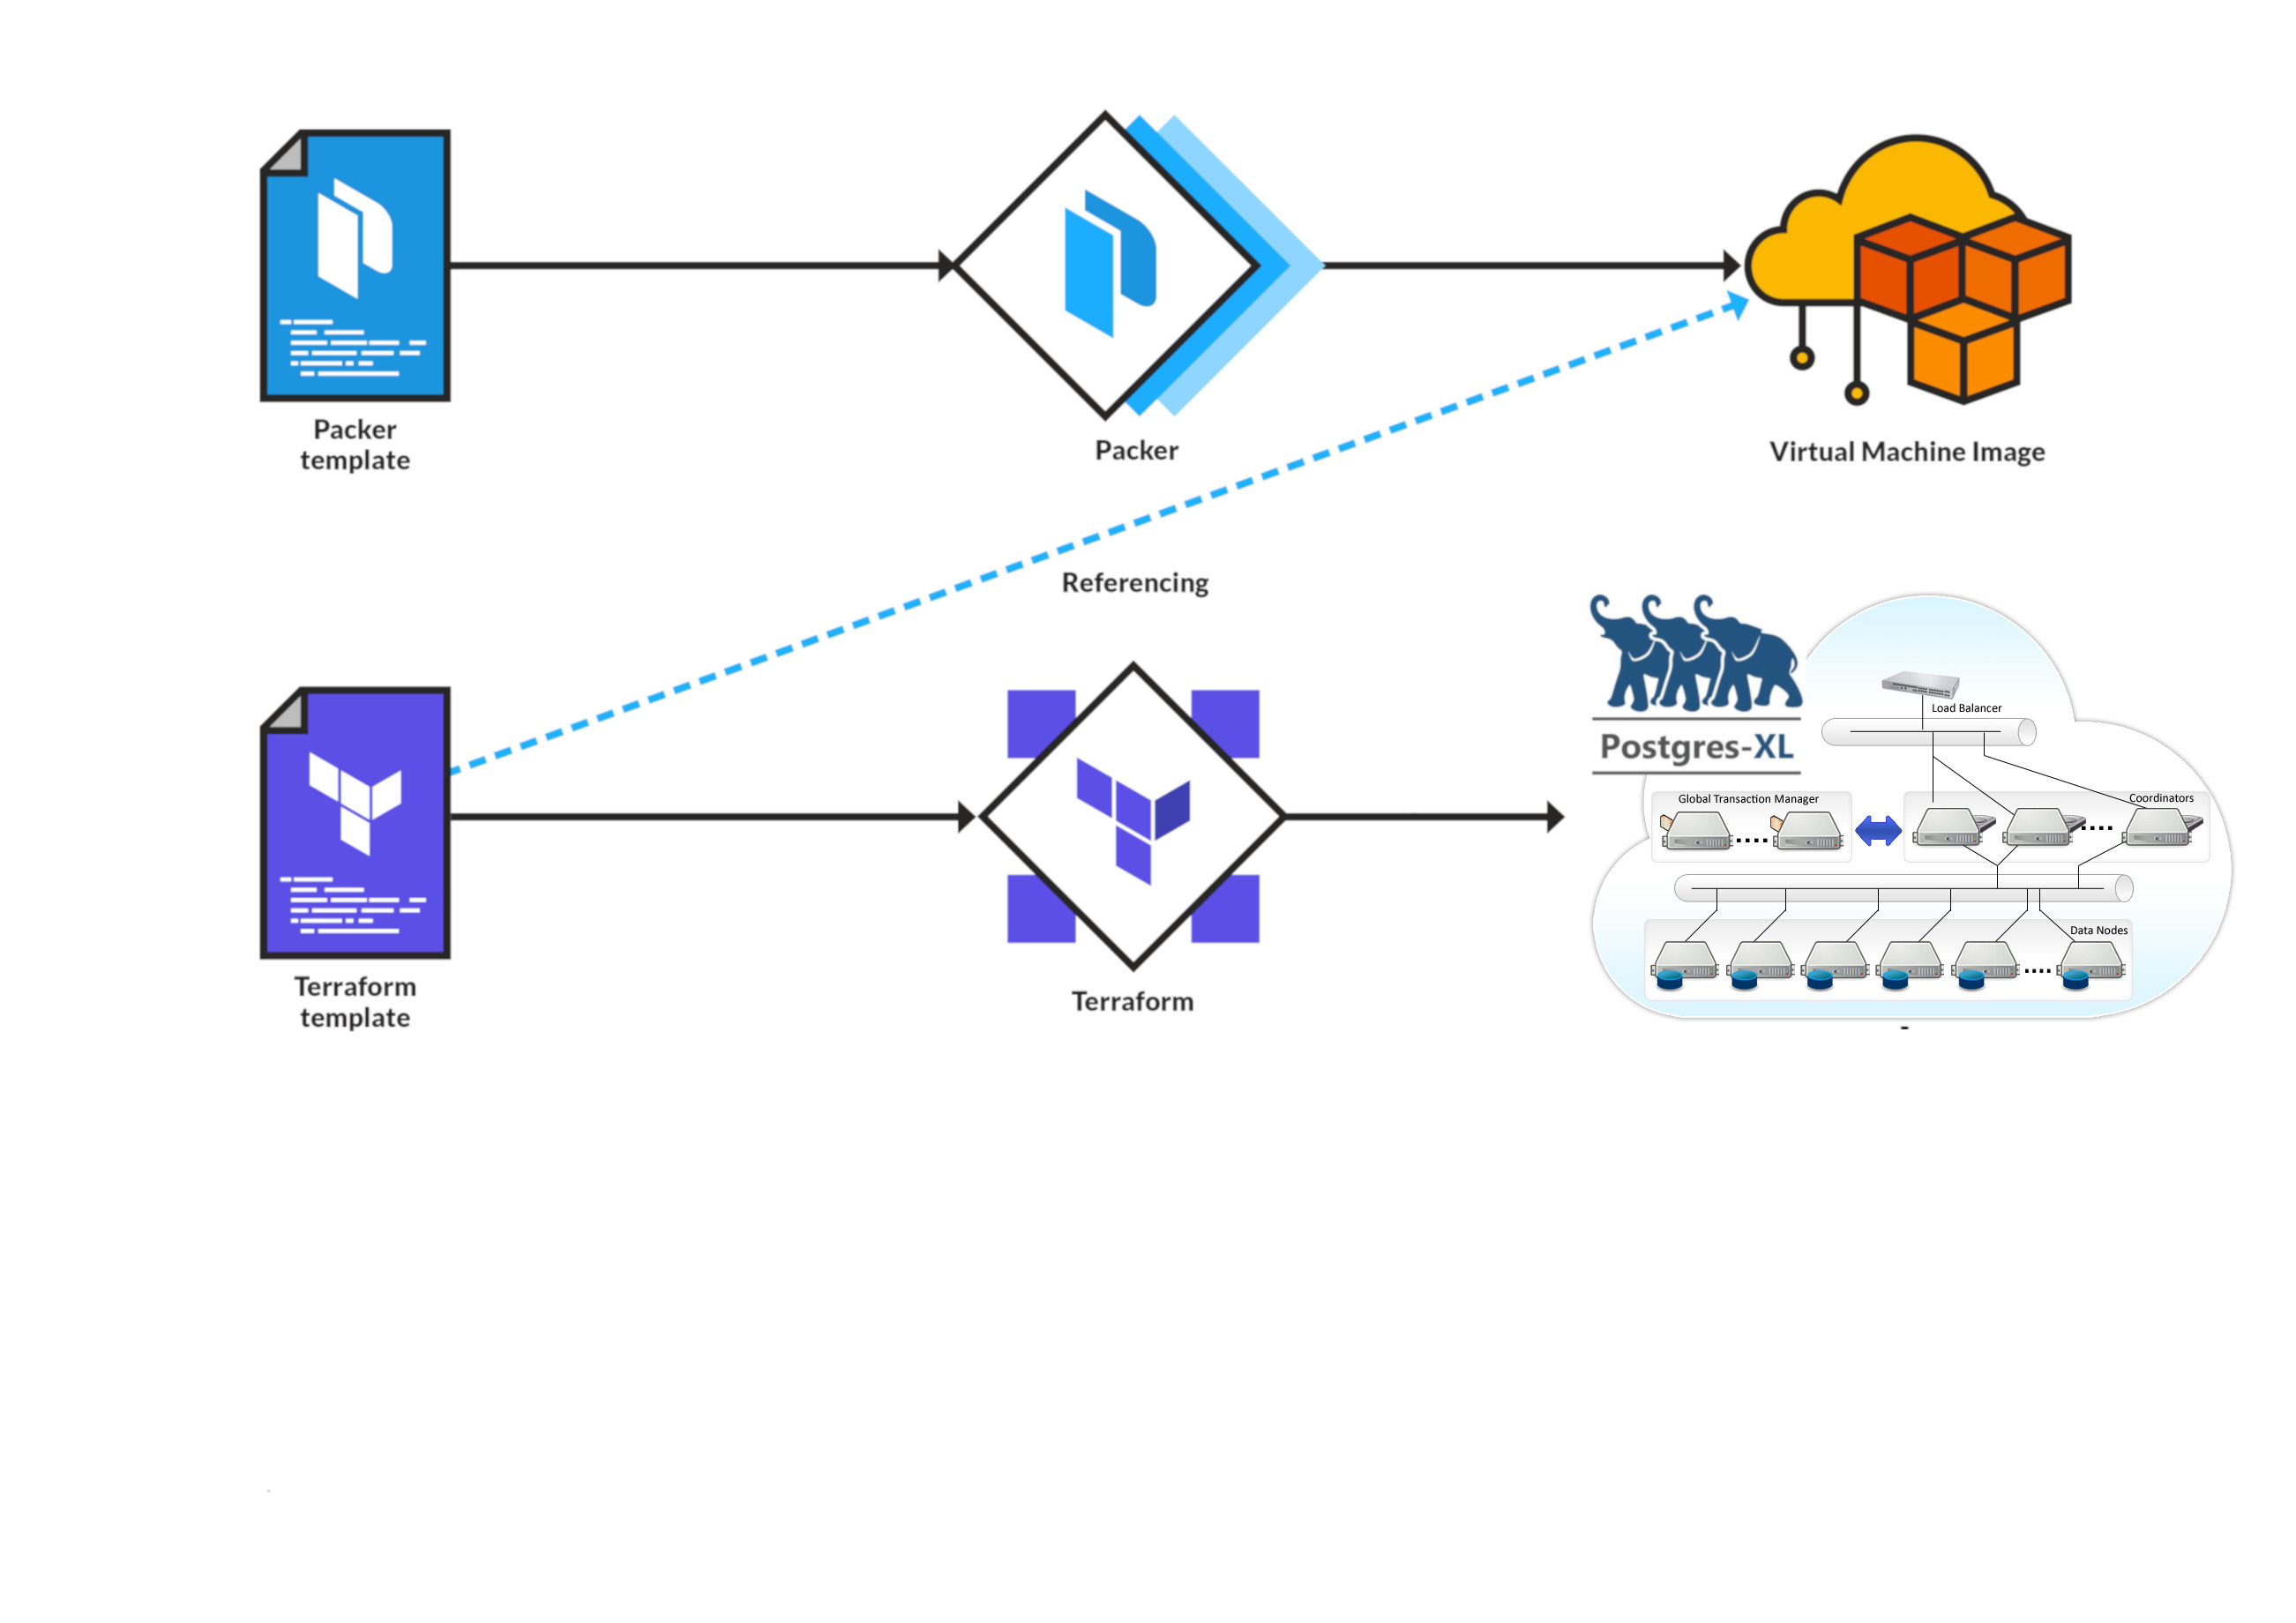 Packer
template
Packer
Virtual Machine Image
Referencing
Terraform
template
Terraform
Postgres-XL
Load Balancer
Global Transaction Manager
Coordinators
Data Nodes